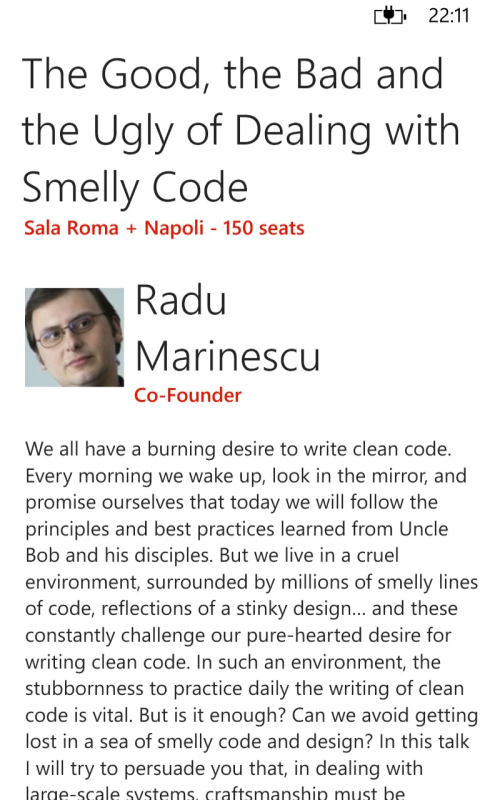 22:11
The Good, the Bad and
the Ugly of Dealing with
Smelly Code
Sala Roma + Napoli - 150 seats
Radu
Marinescu
Co-Founder
We all have a burning desire to write clean code.
Every morning we wake up, look in the mirror, and
promise ourselves that today we will follow the
principles and best practices learned from Uncle
Bob and his disciples. But we live in a cruel
environment, surrounded by millions of smelly lines
of code, reflections of a stinky design... and these
constantly challenge our pure-hearted desire for
writing clean code. In such an environment, the
stubbornness to practice daily the writing of clean
code is vital. But is it enough? Can we avoid getting
lost in a sea of smelly code and design? In this talk
I will try to persuade you that, in dealing with
large-scale systems, craftsmanship must be